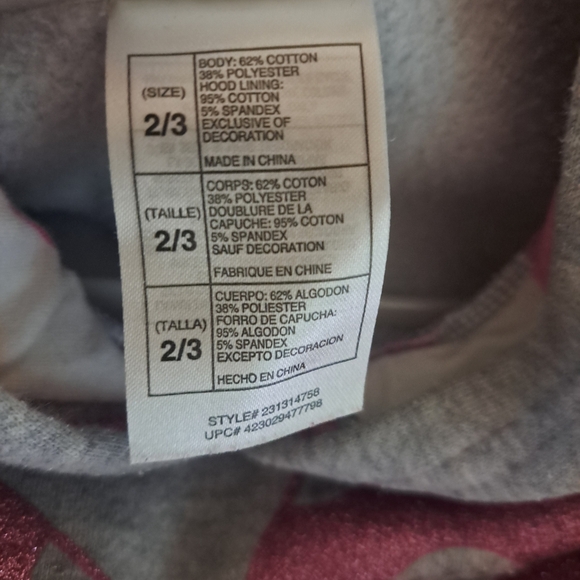 (SIZE)
2/3
BODY: 62% COTTON
38% POLYESTER
HOOD LINING:
95% COTTON
5% SPANDEX
EXCLUSIVE OF
DECORATION
MADE IN CHINA
(TAILLE)
2/3
CORPS: 62% COTON
38% POLYESTER
DOUBLURE DE LA
CAPUCHE: 95% COTON
5% SPANDEX
SAUF DECORATION
FABRIQUE EN CHINE
(TALLA)
2/3
CUERPO: 62% ALGODON
38% POLIESTER
FORRO DE CAPUCHA:
95% ALGODON
5% SPANDEX
EXCEPTO DECORACION
HECHO EN CHINA
STYLE# 231314758
UPC# 423029477798